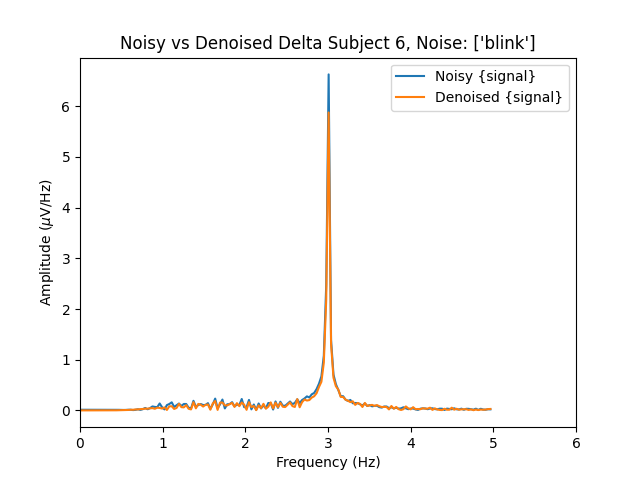 Noisy vs Denoised Delta Subject 6, Noise: ['blink']
Noisy {signal}
Denoised {signal}
Amplitude (μV/Hz)
6
5
4
3
2
1
0
0 1 2 3 4 5 6
Frequency (Hz)